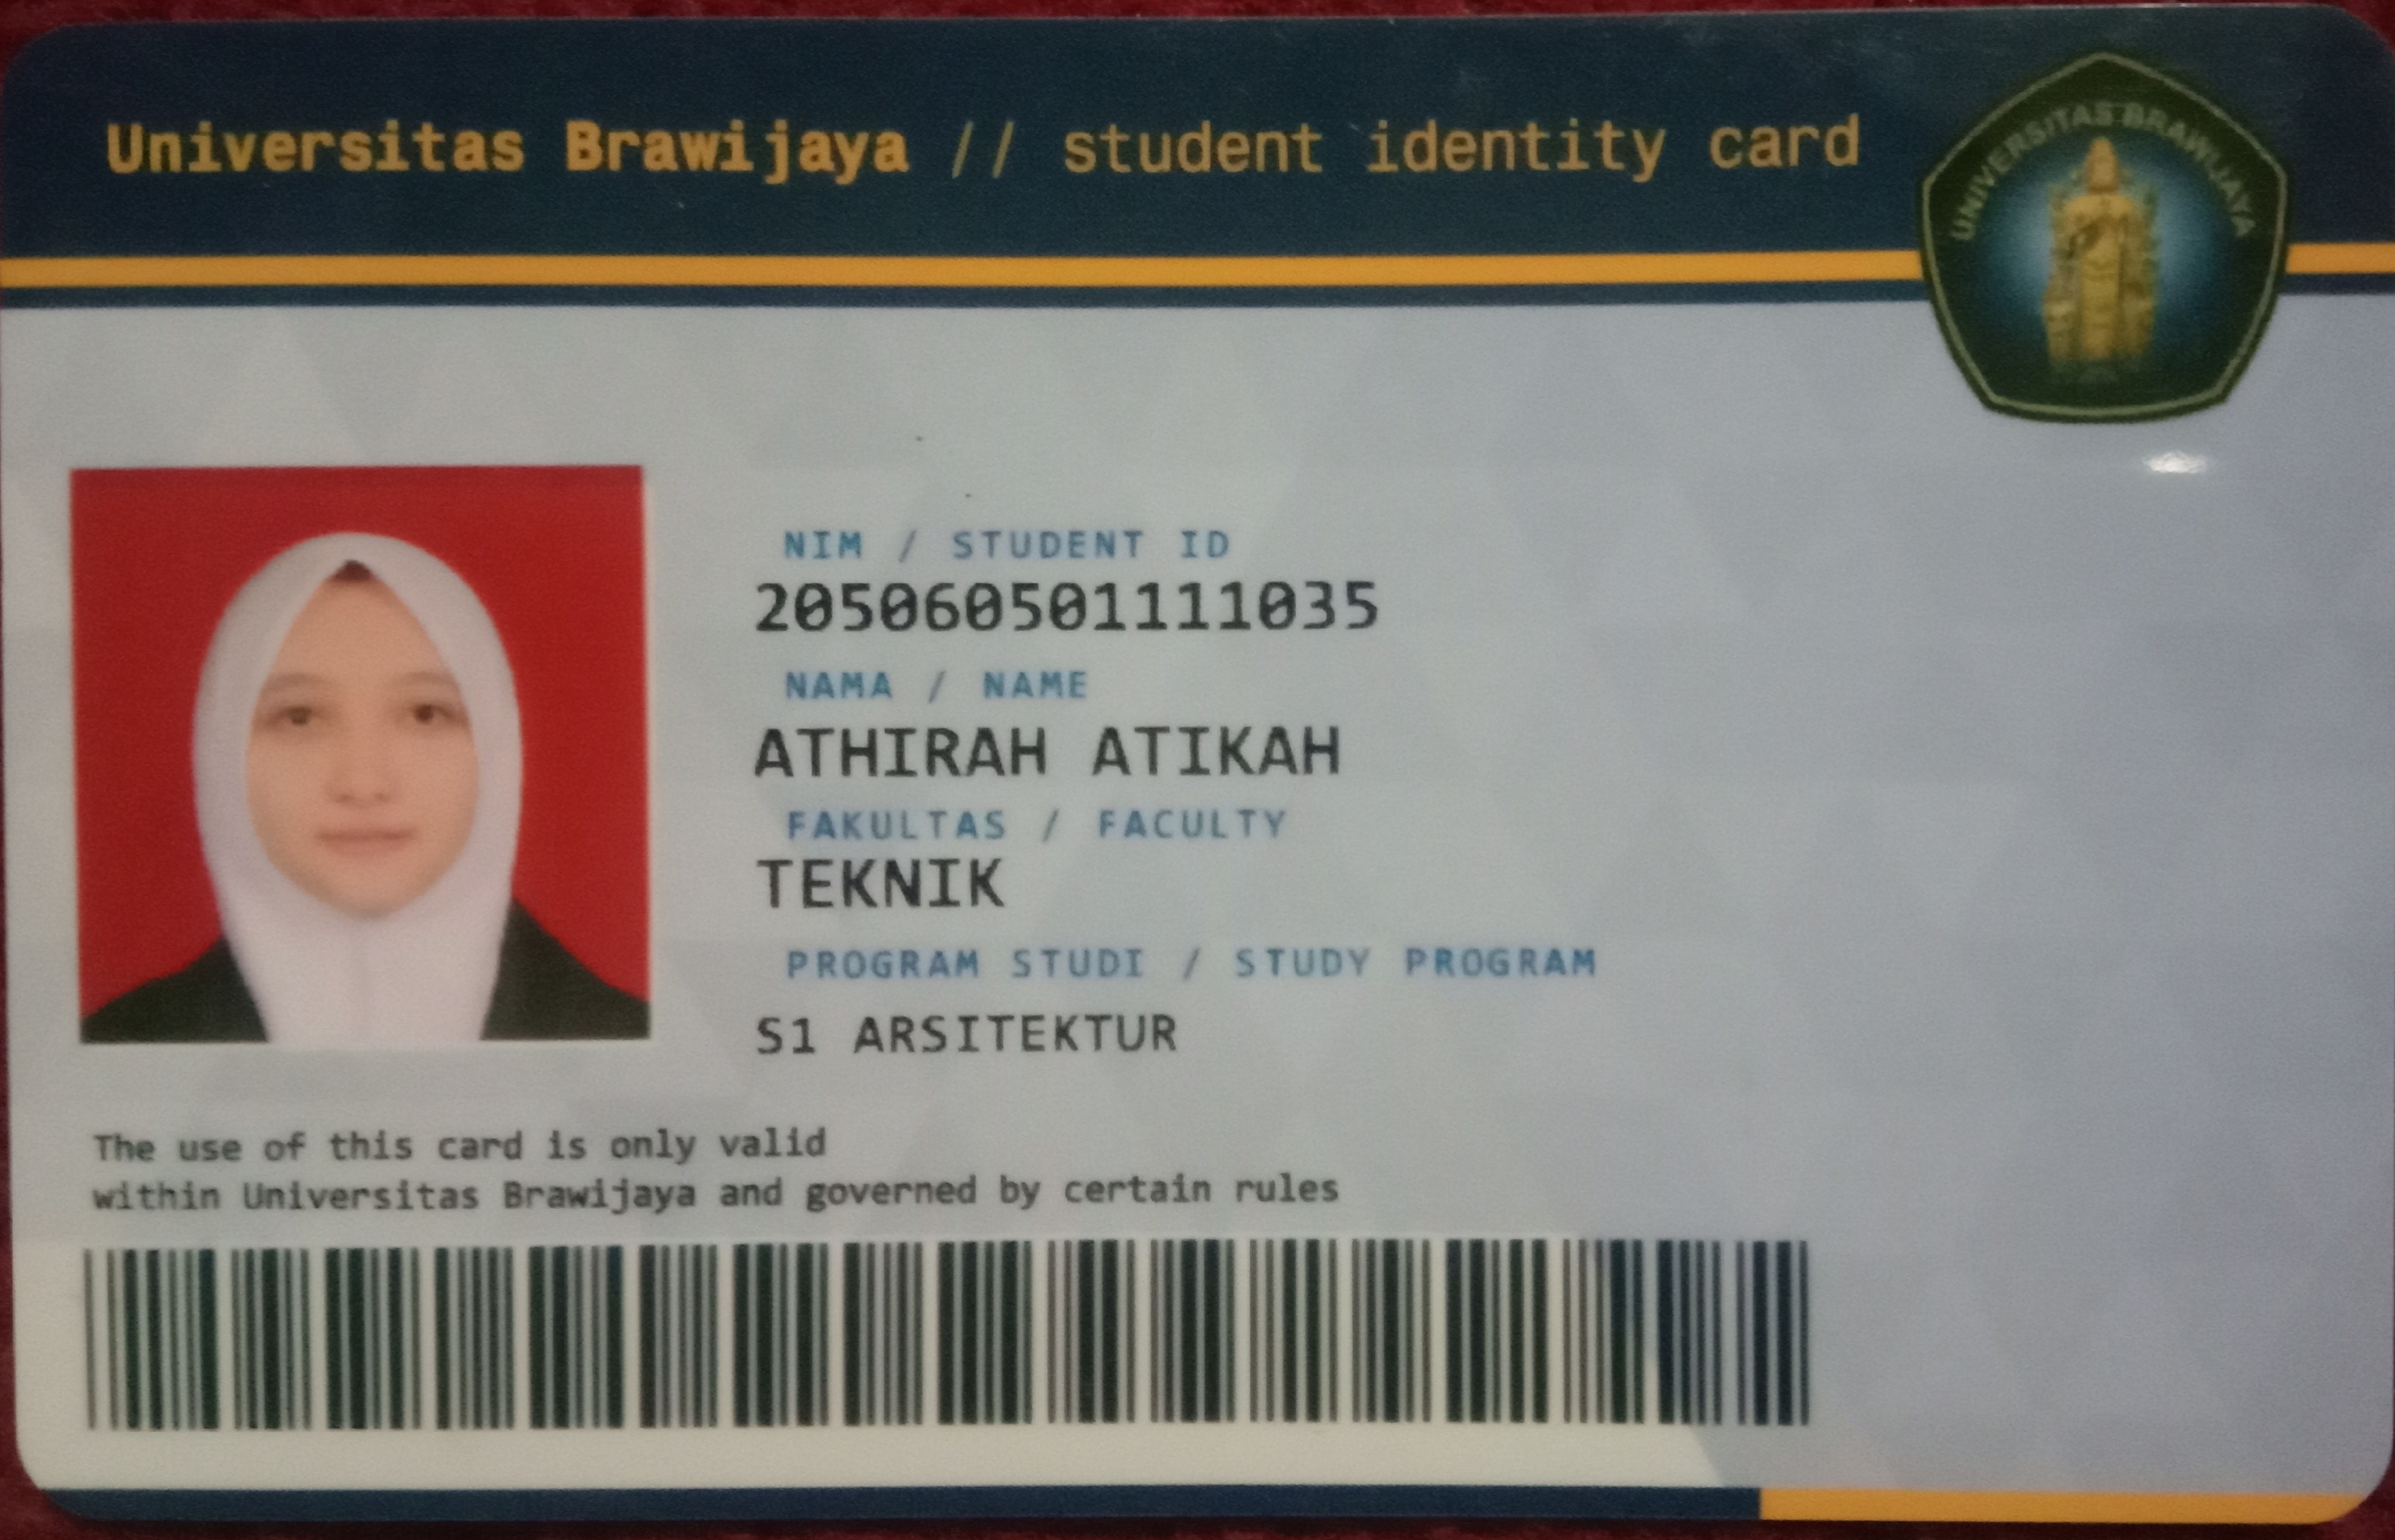 Universitas Brawijaya // student identity card
UNIVERSITAS BRAWIJAYA
NIM / STUDENT ID
205060501111035
NAMA / NAME
ATHIRAH ATIKAH
FAKULTAS / FACULTY
TEKNIK
PROGRAM STUDI / STUDY PROGRAM
S1 ARSITEKTUR
The use of this card is only valid
within Universitas Brawijaya and governed by certain rules